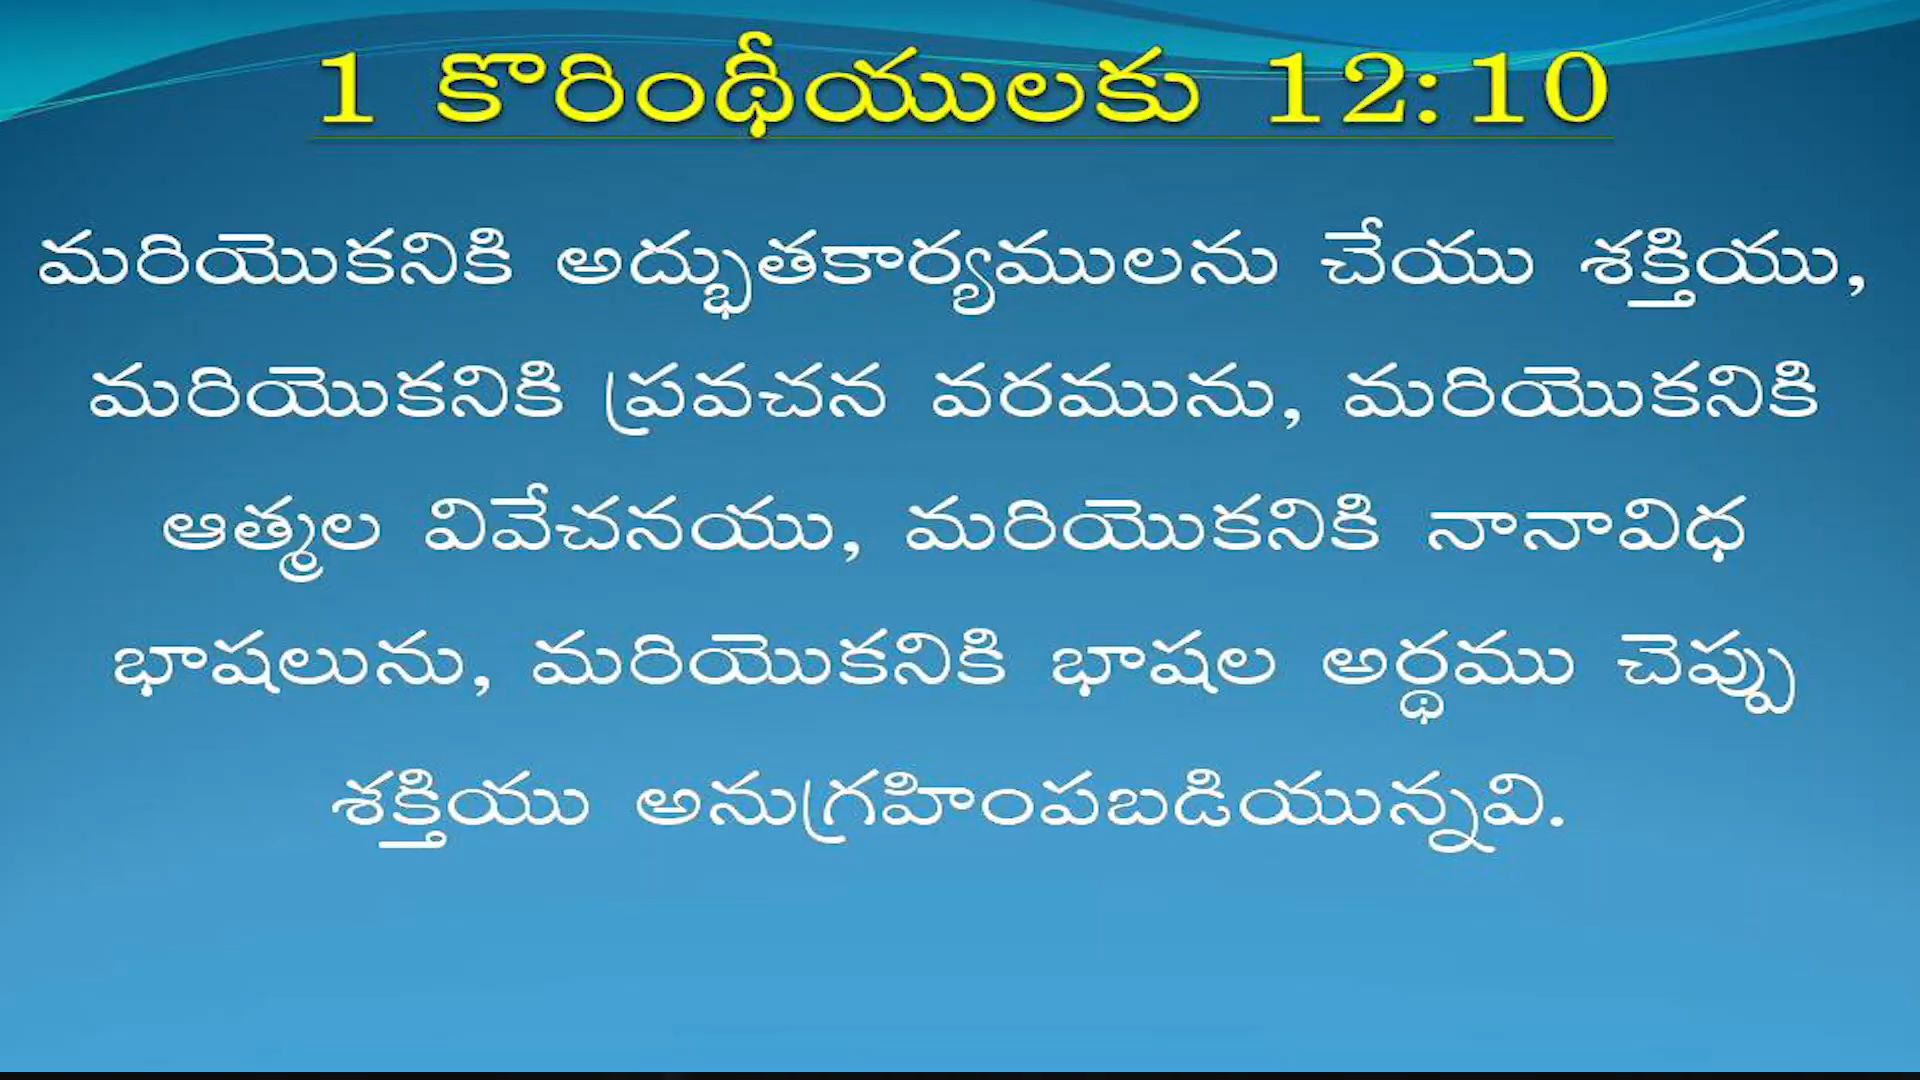 1 కొరింథీయులకు 12:10
మరియొకనికి అద్భుతకార్యములను చేయు శక్తియు,
మరియొకనికి ప్రవచన వరమును, మరియొకనికి
ఆత్మల వివేచనయు, మరియొకనికి నానావిధ
భాషలును, మరియొకనికి భాషల అర్థము చెప్పు
శక్తియు అనుగ్రహింపబడియున్నవి.